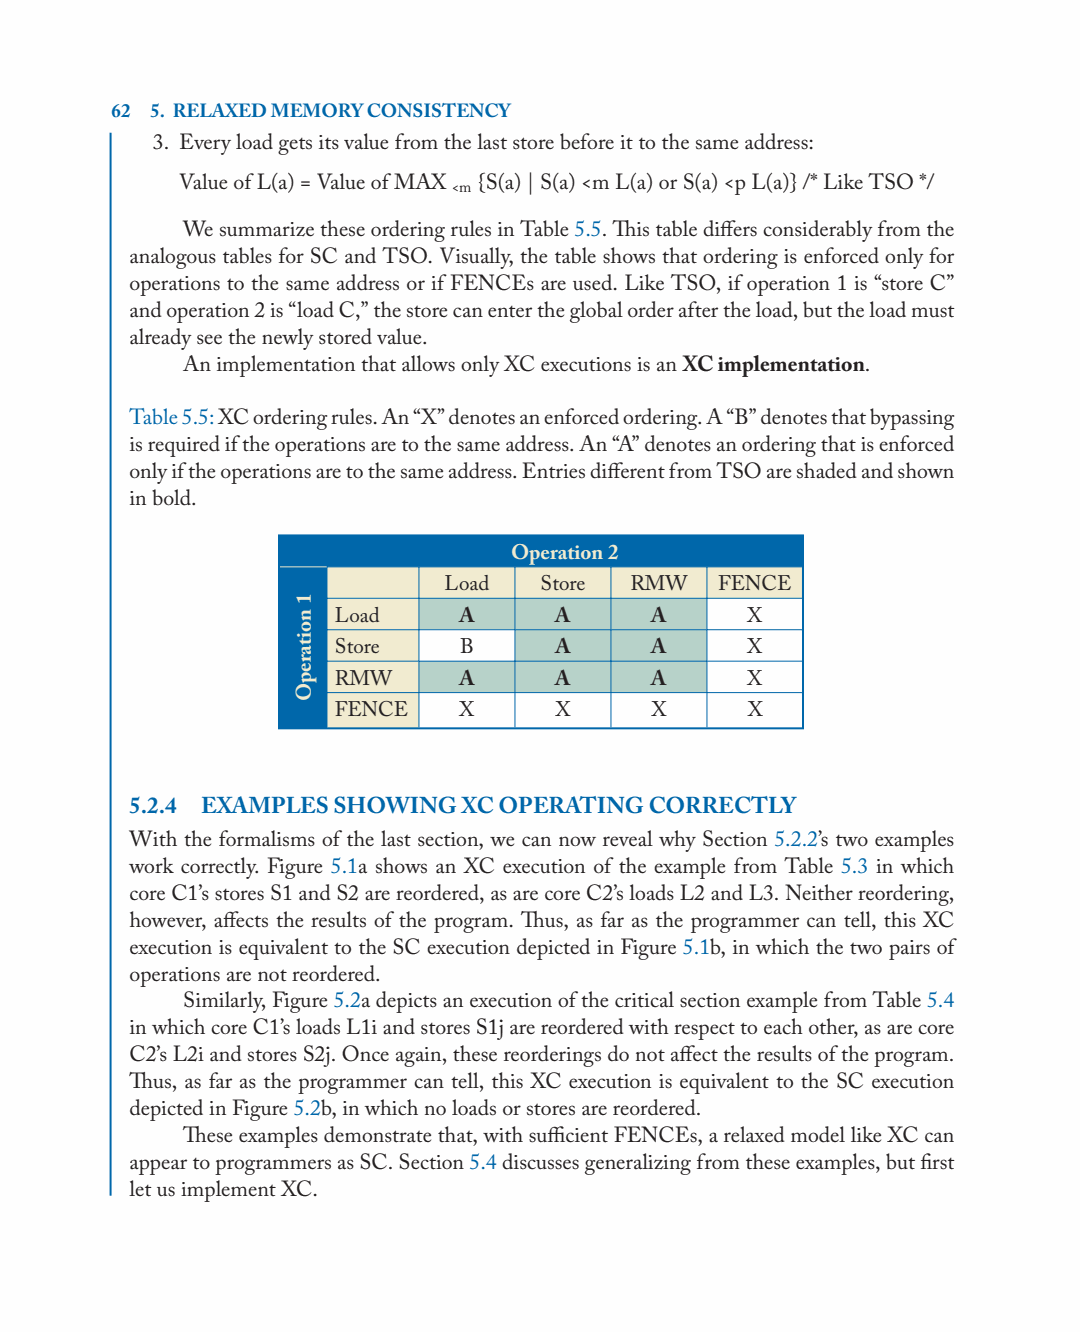 62 5. RELAXED MEMORY CONSISTENCY
3. Every load gets its value from the last store before it to the same address:
Value of L(a) = Value of MAX <m {S(a) | S(a) <m L(a) or S(a) <p L(a)} /* Like TSO */
We summarize these ordering rules in Table 5.5. This table differs considerably from the
analogous tables for SC and TSO. Visually, the table shows that ordering is enforced only for
operations to the same address or if FENCEs are used. Like TSO, if operation 1 is “store C”
and operation 2 is “load C,” the store can enter the global order after the load, but the load must
already see the newly stored value.
An implementation that allows only XC executions is an XC implementation.
Table 5.5: XC ordering rules. An “X” denotes an enforced ordering. A “B” denotes that bypassing
is required if the operations are to the same address. An “A” denotes an ordering that is enforced
only if the operations are to the same address. Entries different from TSO are shaded and shown
in bold.
Operation 2
Operation 1
Load Store RMW FENCE
Load A A A X
Store B A A X
RMW A A A X
FENCE X X X X
5.2.4 EXAMPLES SHOWING XC OPERATING CORRECTLY
With the formalisms of the last section, we can now reveal why Section 5.2.2’s two examples
work correctly. Figure 5.1a shows an XC execution of the example from Table 5.3 in which
core C1’s stores S1 and S2 are reordered, as are core C2’s loads L2 and L3. Neither reordering,
however, affects the results of the program. Thus, as far as the programmer can tell, this XC
execution is equivalent to the SC execution depicted in Figure 5.1b, in which the two pairs of
operations are not reordered.
Similarly, Figure 5.2a depicts an execution of the critical section example from Table 5.4
in which core C1’s loads L1i and stores S1j are reordered with respect to each other, as are core
C2’s L2i and stores S2j. Once again, these reorderings do not affect the results of the program.
Thus, as far as the programmer can tell, this XC execution is equivalent to the SC execution
depicted in Figure 5.2b, in which no loads or stores are reordered.
These examples demonstrate that, with sufficient FENCEs, a relaxed model like XC can
appear to programmers as SC. Section 5.4 discusses generalizing from these examples, but first
let us implement XC.